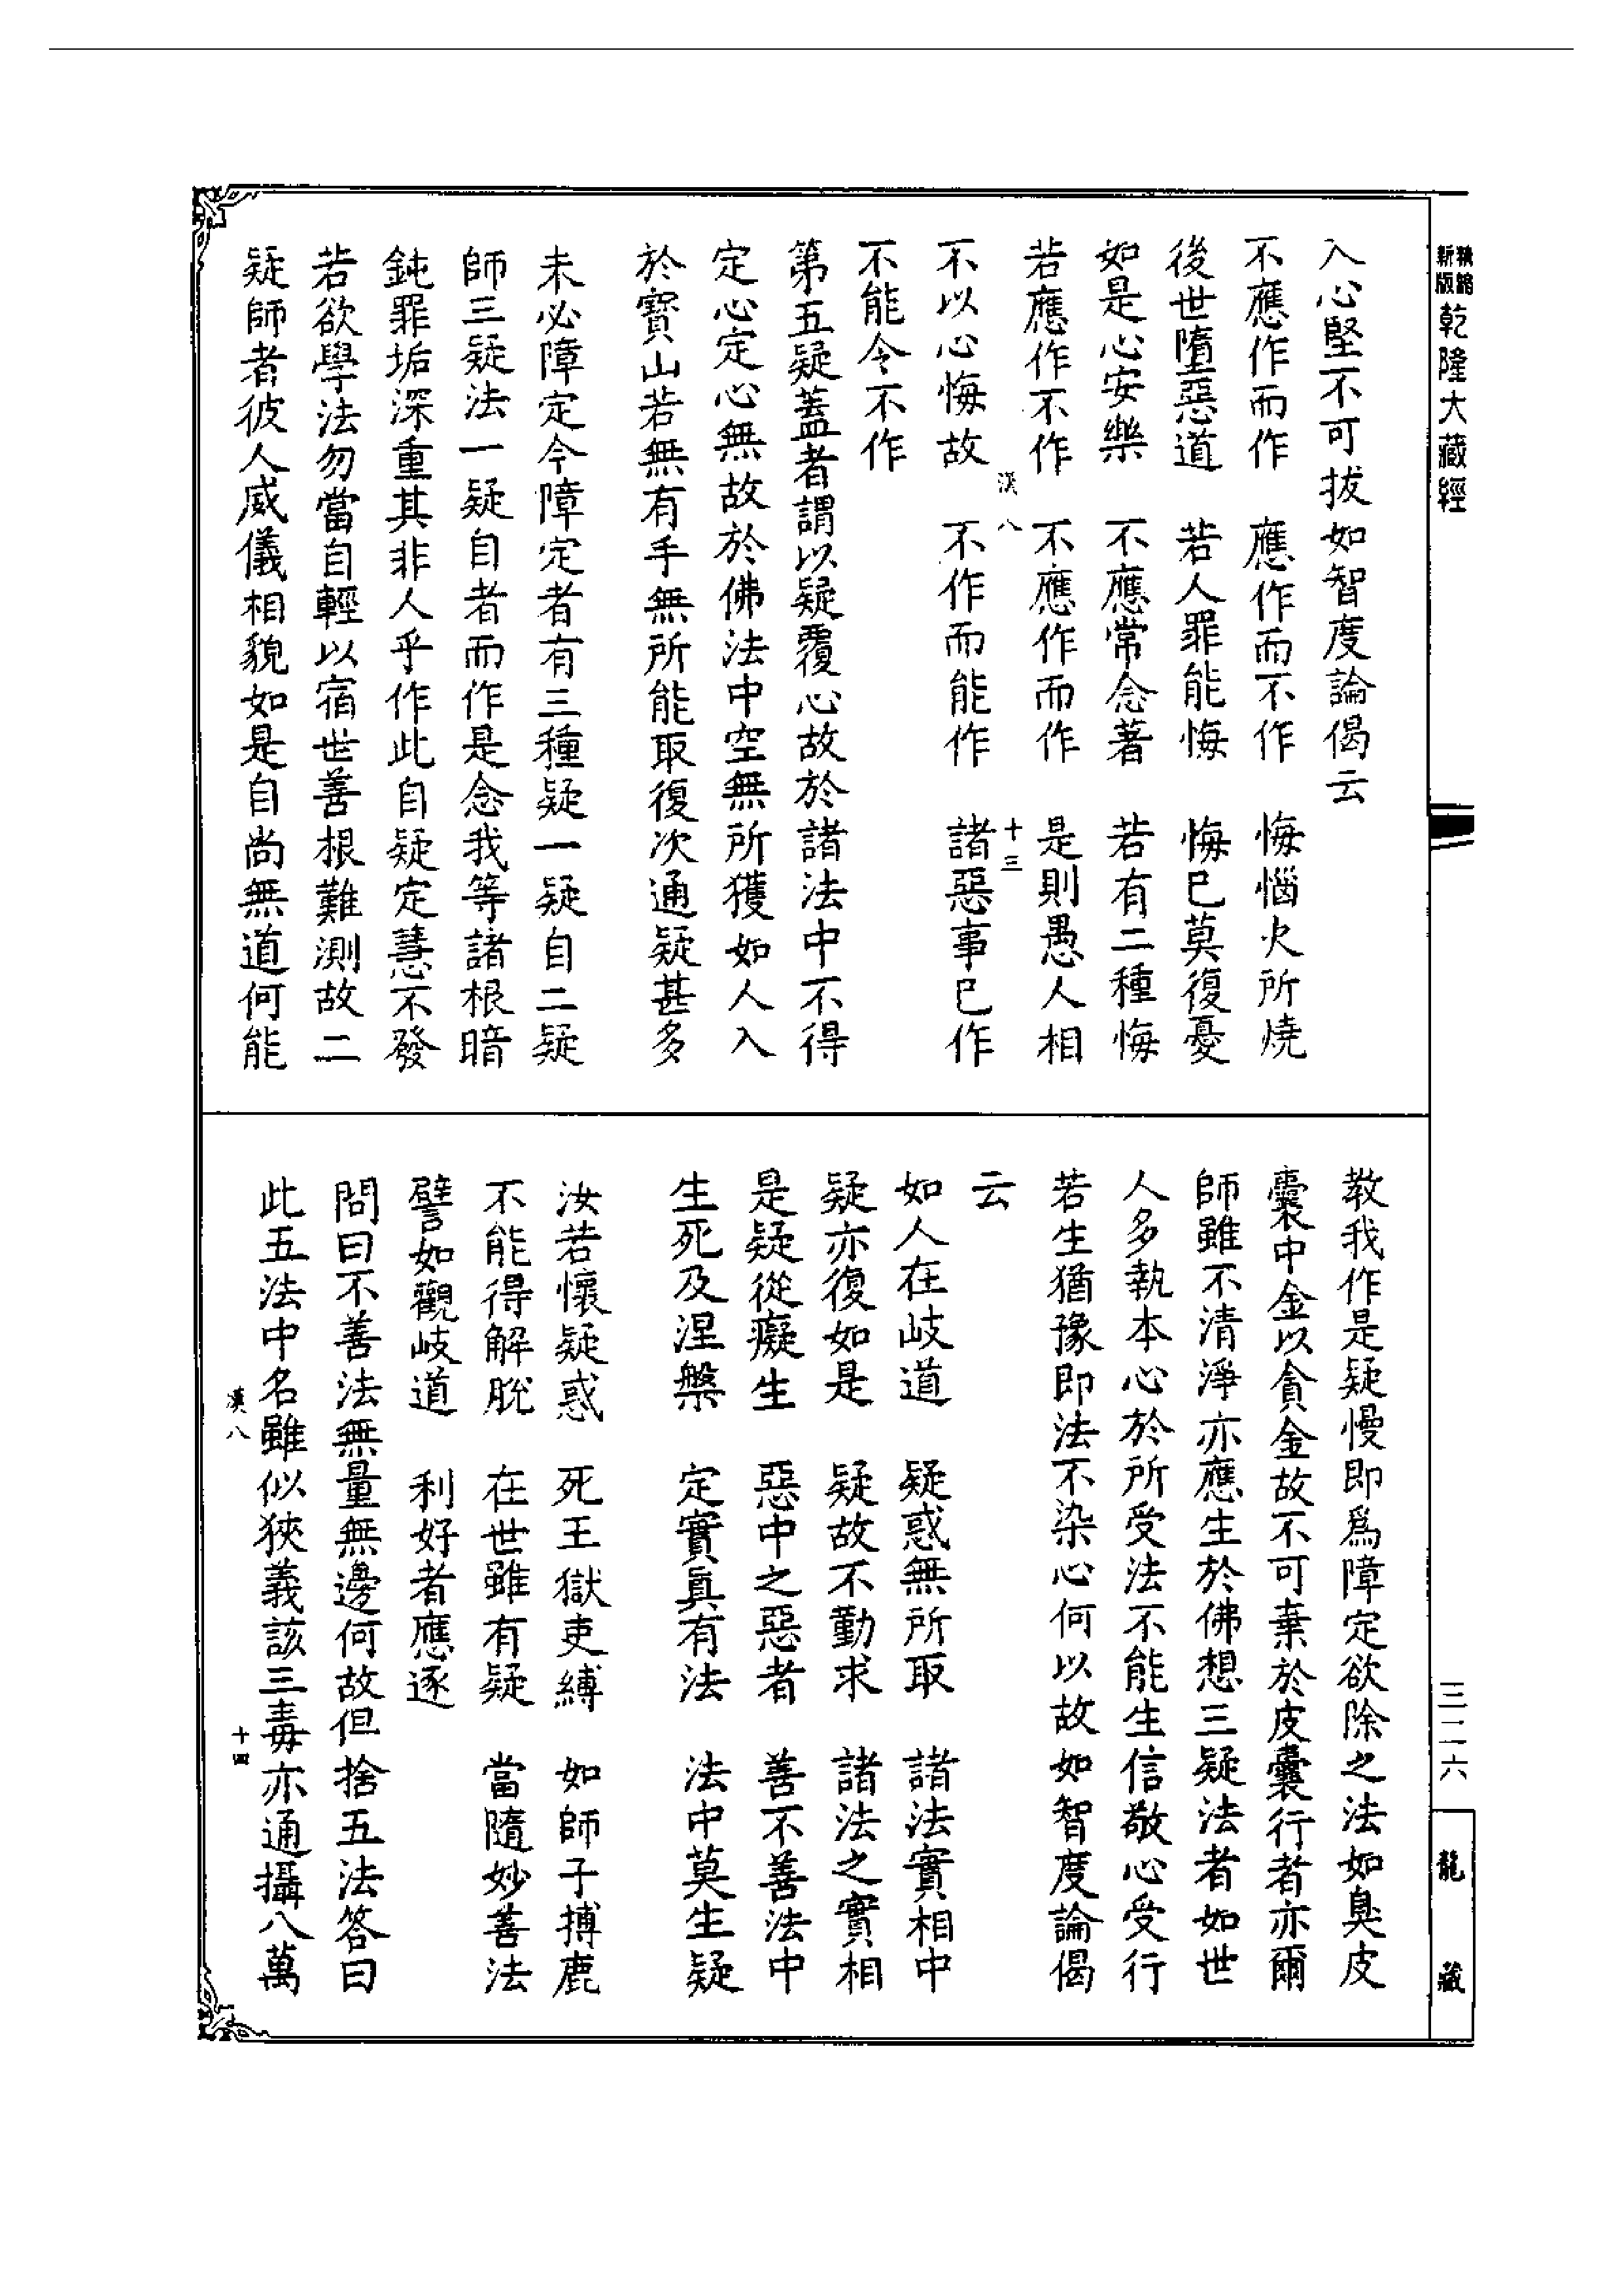 新版
乾隆大藏經
入心堅不可拔如智度論偈云
不應作而作 應作而不作 悔惱火所燒
後世墮惡道 若人罪能悔 悔已莫復憂
如是心安樂 不應常念著 若有二種悔
若應作不作 不應作而作 是則愚人相
漢八 十三
不以心悔故 不作而能作 諸惡事已作
不能令不作
第五疑蓋者謂以疑覆心故於諸法中不得
定心定心無故於佛法中空無所獲如人入
於寶山若無有手無所能取復次通疑甚多
未必障定今障定者有三種疑一疑自二疑
師三疑法一疑自者而作是念我等諸根暗
鈍罪垢深重其非人乎作此自疑定慧不發
若欲學法勿當自輕以宿世善根難測故二
疑師者彼人威儀相貌如是自尚無道何能
教我作是疑慢即為障定欲除之法如臭皮
囊中金以貪金故不可棄於皮囊行者亦爾
師雖不清淨亦應生於佛想三疑法者如世
人多執本心於所受法不能生信敬心受行
若生猶豫即法不染心何以故如智度論偈
云
如人在岐道 疑惑無所取 諸法實相中
疑亦復如是 疑故不勤求 諸法之實相
是疑從癡生 惡中之惡者 善不善法中
生死及涅槃 定實真有法 法中莫生疑
汝若懷疑惑 死王獄吏縛 如師子搏鹿
不能得解脫 在世雖有疑 當隨妙善法
譬如觀岐道 利好者應逐
問曰不善法無量無邊何故但捨五法答曰
此五法中名雖似狹義該三毒亦通攝八萬
漢八 十四
三二六
龍藏